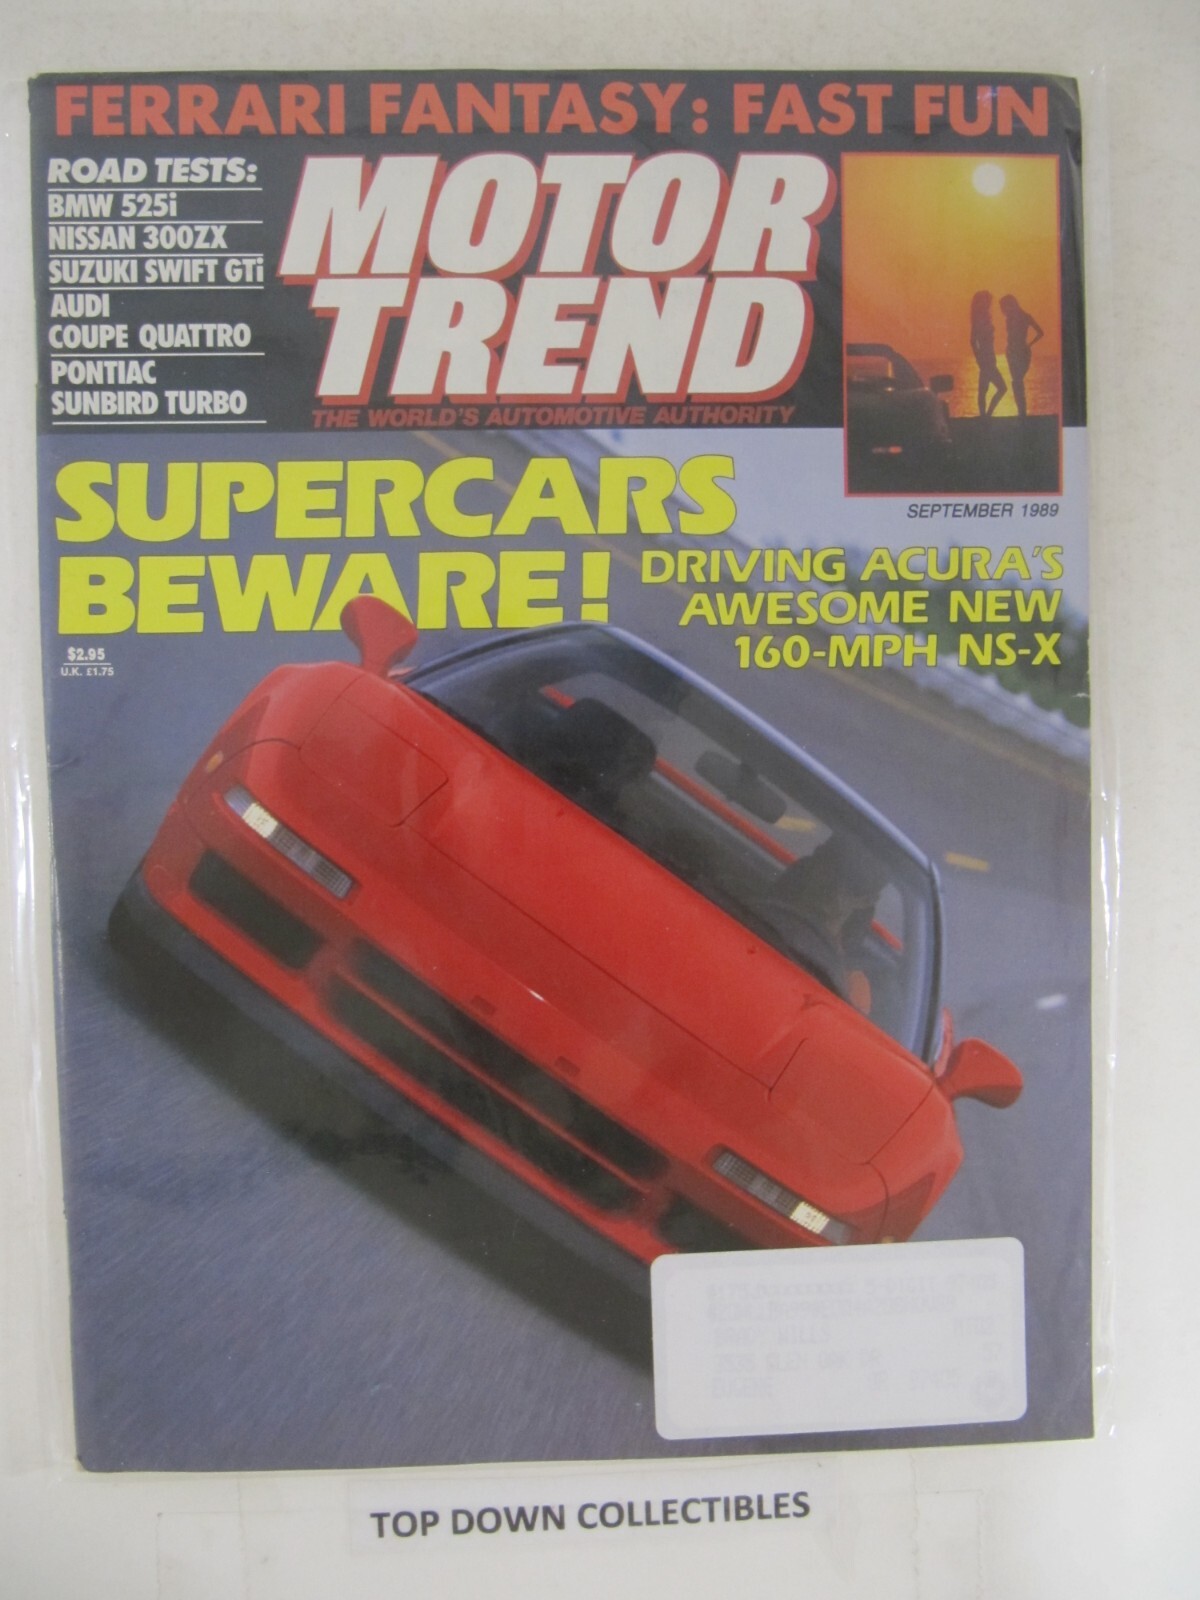 FERRARI FANTASY: FAST FUN
ROAD TESTS:
BMW 525i
NISSAN 300ZX
SUZUKI SWIFT GTi
AUDI
COUPE QUATTRO
PONTIAC
SUNBIRD TURBO
MOTOR
TREND
THE WORLD'S AUTOMOTIVE AUTHORITY
SEPTEMBER 1989
SUPERCARS
BEWARE!
DRIVING ACURA'S
AWESOME NEW
160-MPH NS-X
$2.95
U.K. £1.75
TOP DOWN COLLECTIBLES